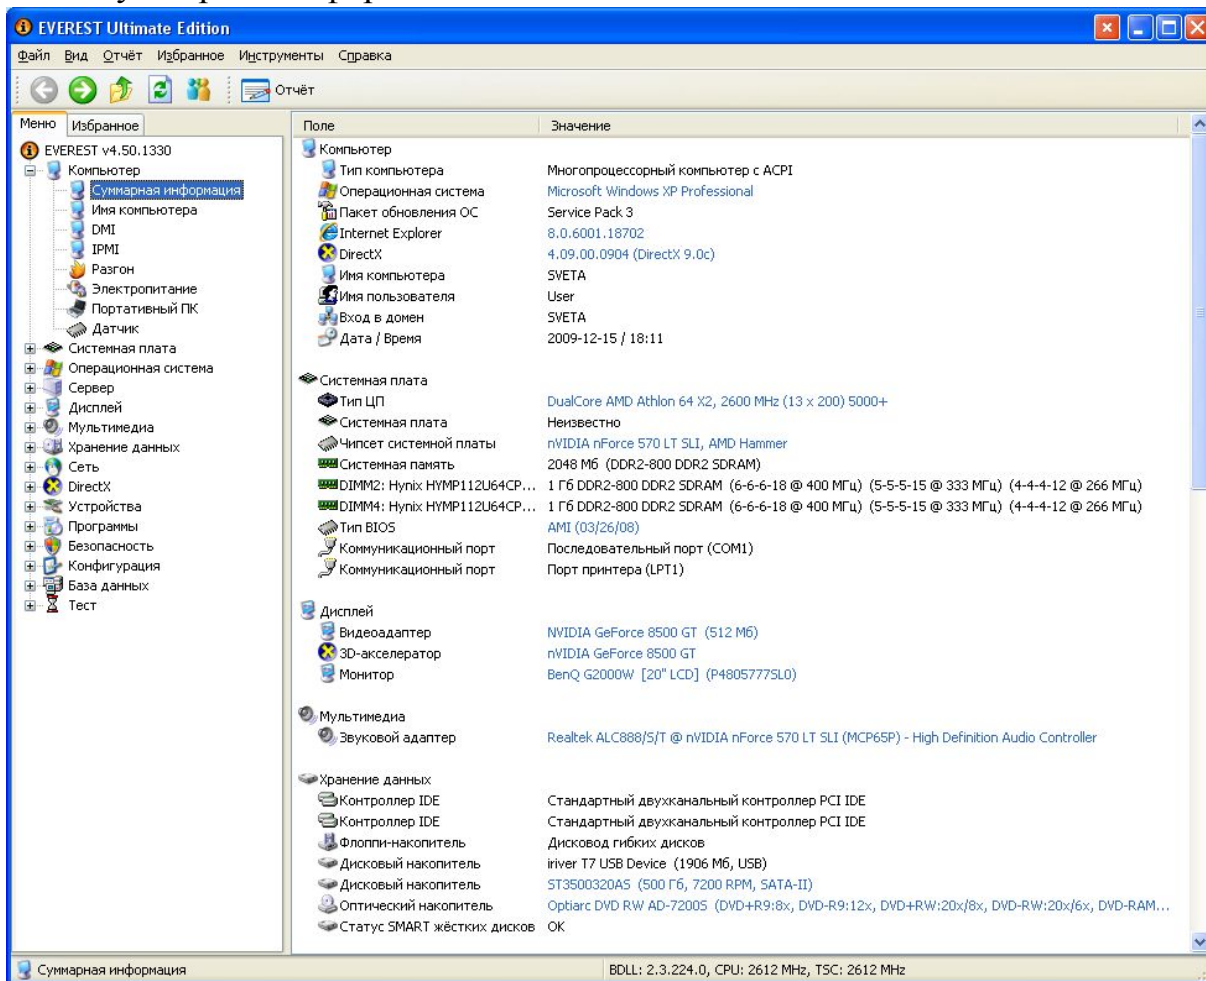 EVEREST Ultimate Edition
Файл Вид Отчёт Избранное Инструменты Справка
Отчёт
Меню Избранное
EVEREST v4.50.1330
Компьютер
Суммарная информация
Имя компьютера
DMI
IPMI
Разгон
Электропитание
Портативный ПК
Датчик
Системная плата
Операционная система
Сервер
Дисплей
Мультимедиа
Хранение данных
Сеть
DirectX
Устройства
Программы
Безопасность
Конфигурация
База данных
Тест
Поле Значение
Компьютер
Тип компьютера Многопроцессорный компьютер с ACPI
Операционная система Microsoft Windows XP Professional
Пакет обновления ОС Service Pack 3
Internet Explorer 8.0.6001.18702
DirectX 4.09.00.0904 (DirectX 9.0c)
Имя компьютера SVETA
Имя пользователя User
Вход в домен SVETA
Дата / Время 2009-12-15 / 18:11
Системная плата
Тип ЦП DualCore AMD Athlon 64 X2, 2600 MHz (13 x 200) 5000+
Системная плата Неизвестно
Чипсет системной платы nVIDIA nForce 570 LT SLI, AMD Hammer
Системная память 2048 Мб (DDR2-800 DDR2 SDRAM)
DIMM2: Hynix HYMP112U64CP... 1 Гб DDR2-800 DDR2 SDRAM (6-6-6-18 @ 400 МГц) (5-5-5-15 @ 333 МГц) (4-4-4-12 @ 266 МГц)
DIMM4: Hynix HYMP112U64CP... 1 Гб DDR2-800 DDR2 SDRAM (6-6-6-18 @ 400 МГц) (5-5-5-15 @ 333 МГц) (4-4-4-12 @ 266 МГц)
Тип BIOS AMI (03/26/08)
Коммуникационный порт Последовательный порт (COM1)
Коммуникационный порт Порт принтера (LPT1)
Дисплей
Видеоадаптер NVIDIA GeForce 8500 GT (512 Мб)
3D-акселератор nVIDIA GeForce 8500 GT
Монитор BenQ G2000W [20" LCD] (P4805777SL0)
Мультимедиа
Звуковой адаптер Realtek ALC888/S/T @ nVIDIA nForce 570 LT SLI (MCP65P) - High Definition Audio Controller
Хранение данных
Контроллер IDE Стандартный двухканальный контроллер PCI IDE
Контроллер IDE Стандартный двухканальный контроллер PCI IDE
Флоппи-накопитель Дисковод гибких дисков
Дисковый накопитель iriver T7 USB Device (1906 Мб, USB)
Дисковый накопитель ST3500320AS (500 Гб, 7200 RPM, SATA-II)
Оптический накопитель Optiarc DVD RW AD-7200S (DVD+R9:8x, DVD-R9:12x, DVD+RW:20x/8x, DVD-RW:20x/6x, DVD-RAM...
Статус SMART жёстких дисков OK
Суммарная информация BDLL: 2.3.224.0, CPU: 2612 MHz, TSC: 2612 MHz